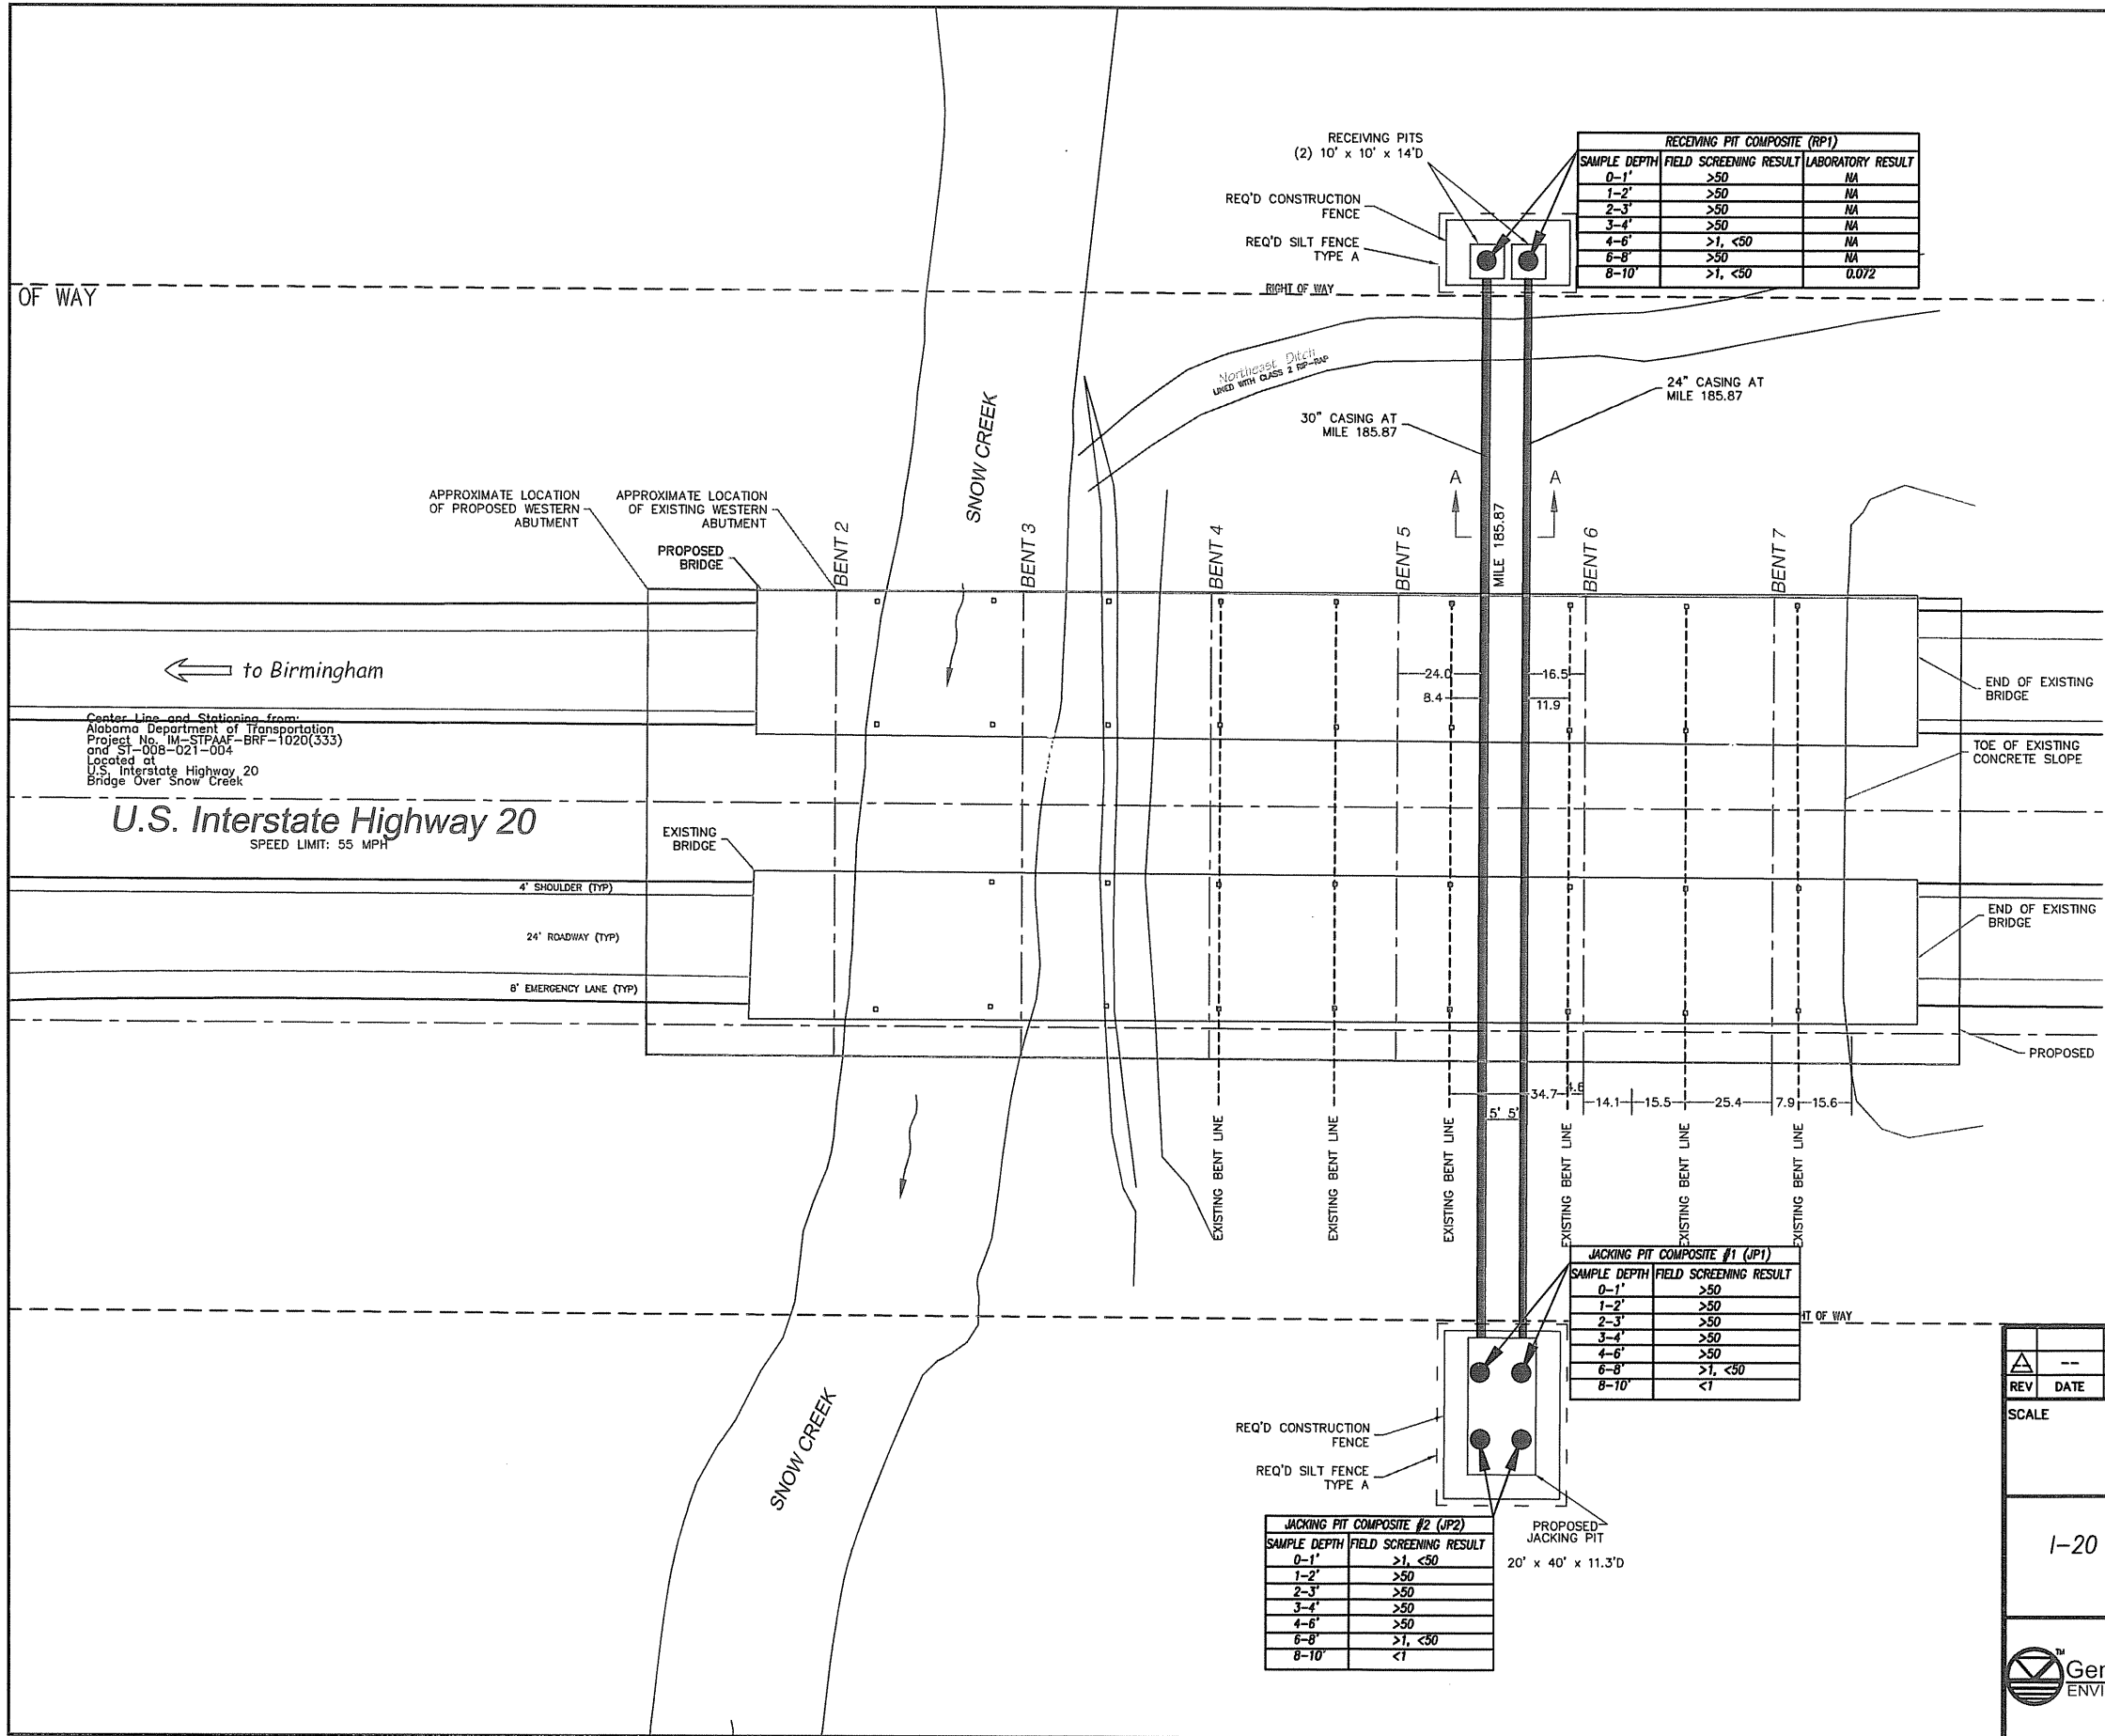 RECEIVING PITS
(2) 10' x 10' x 14'D
REQ'D CONSTRUCTION
FENCE
REQ'D SILT FENCE
TYPE A
RECEIVING PIT COMPOSITE (RP1)
SAMPLE DEPTH FIELD SCREENING RESULT LABORATORY RESULT
0-1' >50 NA
1-2' >50 NA
2-3' >50 NA
3-4' >50 NA
4-6' >1, <50 NA
6-8' >50 NA
8-10' >1, <50 0.072
OF WAY
RIGHT OF WAY
Northeast Ditch
LINED WITH CLASS 2 RIP-RAP
24" CASING AT
MILE 185.87
30" CASING AT
MILE 185.87
SNOW CREEK
A A
APPROXIMATE LOCATION
OF PROPOSED WESTERN
ABUTMENT
APPROXIMATE LOCATION
OF EXISTING WESTERN
ABUTMENT
PROPOSED
BRIDGE
BENT 2
BENT 3
BENT 4
BENT 5
MILE 185.87
BENT 6
BENT 7
to Birmingham
24.0
16.5
8.4
11.9
END OF EXISTING
BRIDGE
Center Line and Stationing from:
Alabama Department of Transportation
Project No. IM-STPAAF-BRF-1020(333)
and ST-008-021-004
Located at
U.S. Interstate Highway 20
Bridge Over Snow Creek
TOE OF EXISTING
CONCRETE SLOPE
U.S. Interstate Highway 20
SPEED LIMIT: 55 MPH
EXISTING
BRIDGE
4' SHOULDER (TYP)
24' ROADWAY (TYP)
8' EMERGENCY LANE (TYP)
END OF EXISTING
BRIDGE
PROPOSED
34.7
14.1
15.5
25.4
7.9
15.6
5' 5'
EXISTING BENT LINE
EXISTING BENT LINE
EXISTING BENT LINE
EXISTING BENT LINE
EXISTING BENT LINE
EXISTING BENT LINE
JACKING PIT COMPOSITE #1 (JP1)
SAMPLE DEPTH FIELD SCREENING RESULT
0-1' >50
1-2' >50
2-3' >50
3-4' >50
4-6' >50
6-8' >1, <50
8-10' <1
HT OF WAY
SNOW CREEK
REQ'D CONSTRUCTION
FENCE
REQ'D SILT FENCE
TYPE A
PROPOSED
JACKING PIT
20' x 40' x 11.3'D
JACKING PIT COMPOSITE #2 (JP2)
SAMPLE DEPTH FIELD SCREENING RESULT
0-1' >1, <50
1-2' >50
2-3' >50
3-4' >50
4-6' >50
6-8' >1, <50
8-10' <1
--
REV DATE
SCALE
I-20
TM
Ger
ENVI